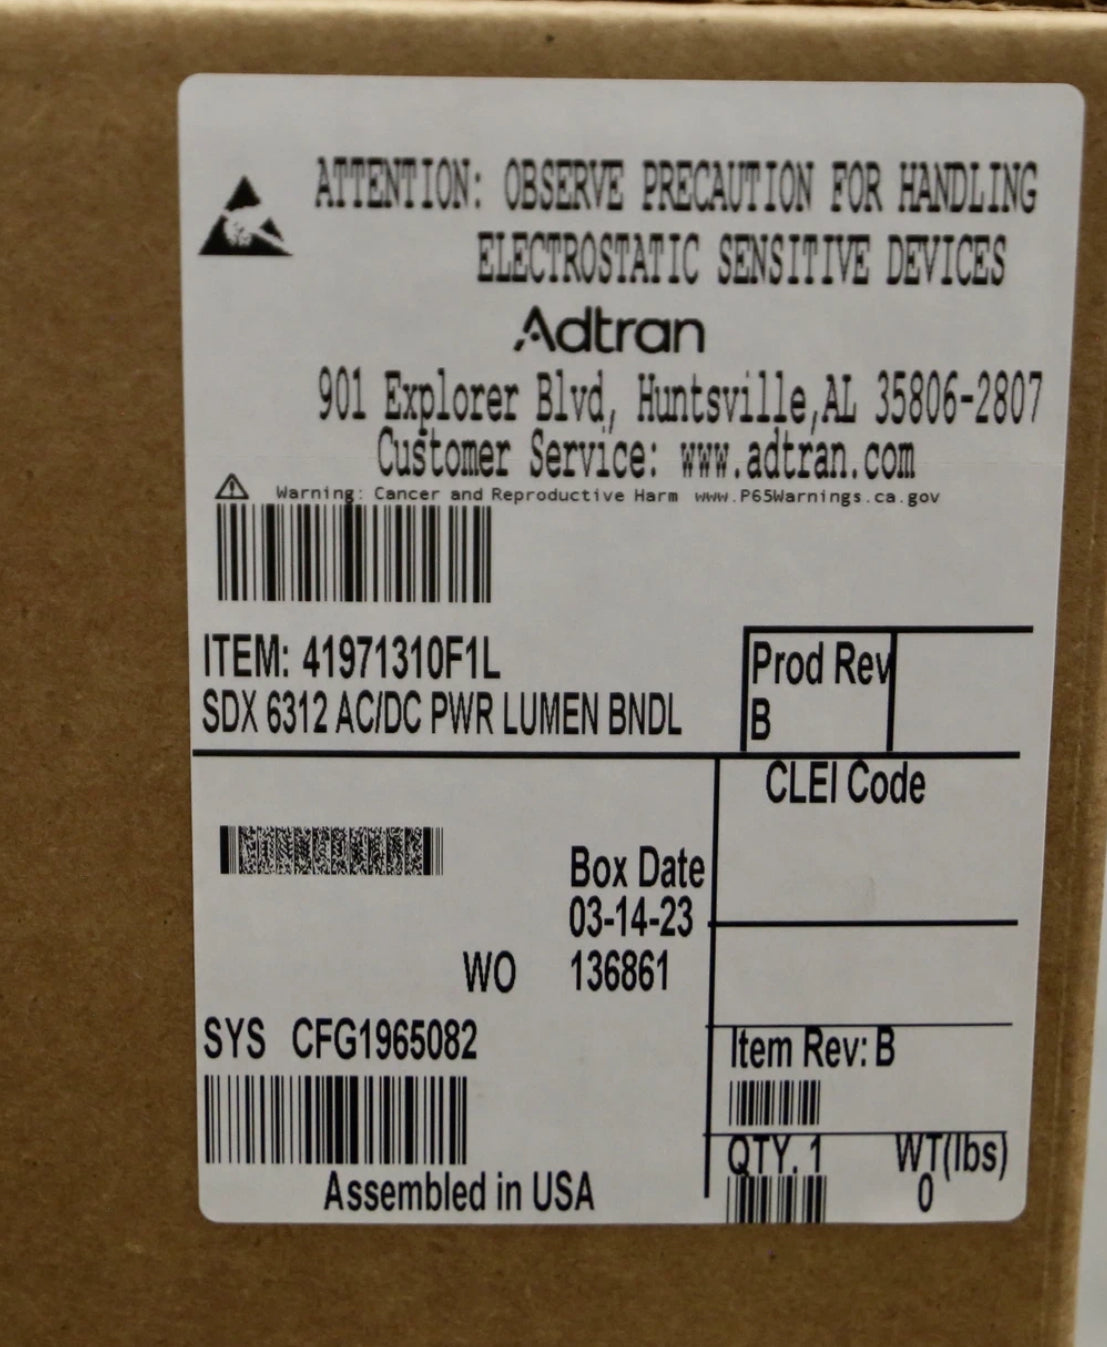 ATTENTION: OBSERVE PRECAUTION FOR HANDLING
ELECTROSTATIC SENSITIVE DEVICES
Adtran
901 Explorer Blvd, Huntsville,AL 35806-2807
Customer Service: www.adtran.com
Warning: Cancer and Reproductive Harm www.P65Warnings.ca.gov
ITEM: 41971310F1L
SDX 6312 AC/DC PWR LUMEN BNDL
Prod Rev
B
CLEI Code
Box Date
03-14-23
WO 136861
SYS CFG1965082
Assembled in USA
Item Rev: B
QTY. 1 WT(lbs)
0